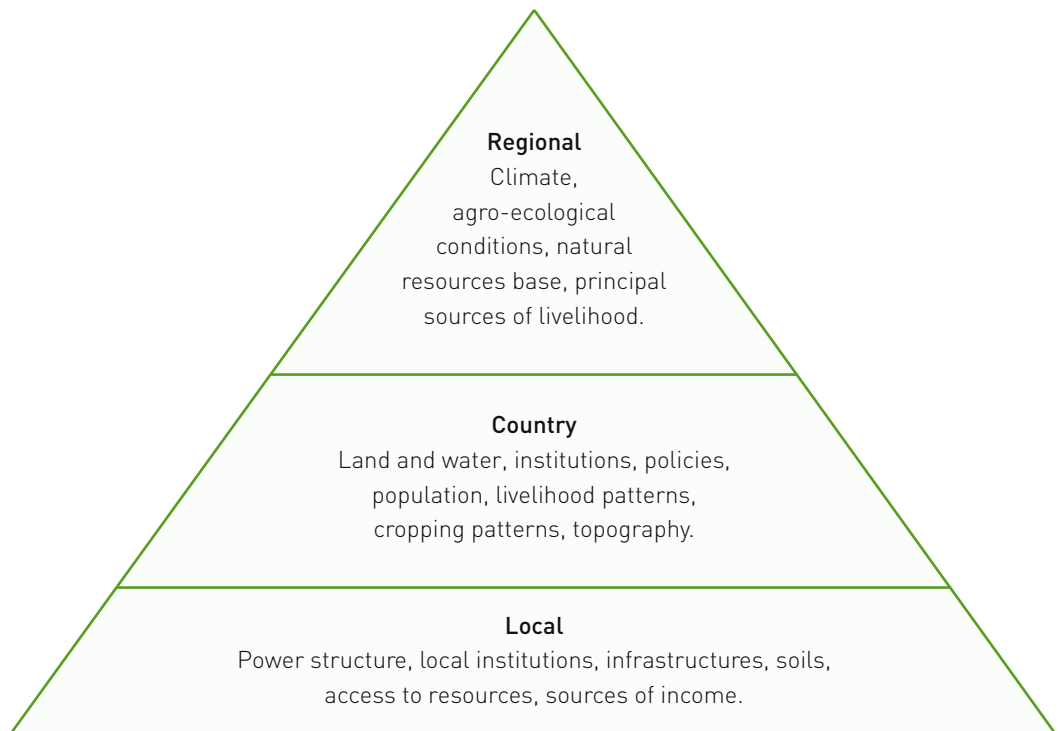 Regional
Climate,
agro-ecological
conditions, natural
resources base, principal
sources of livelihood.
Country
Land and water, institutions, policies,
population, livelihood patterns,
cropping patterns, topography.
Local
Power structure, local institutions, infrastructures, soils,
access to resources, sources of income.